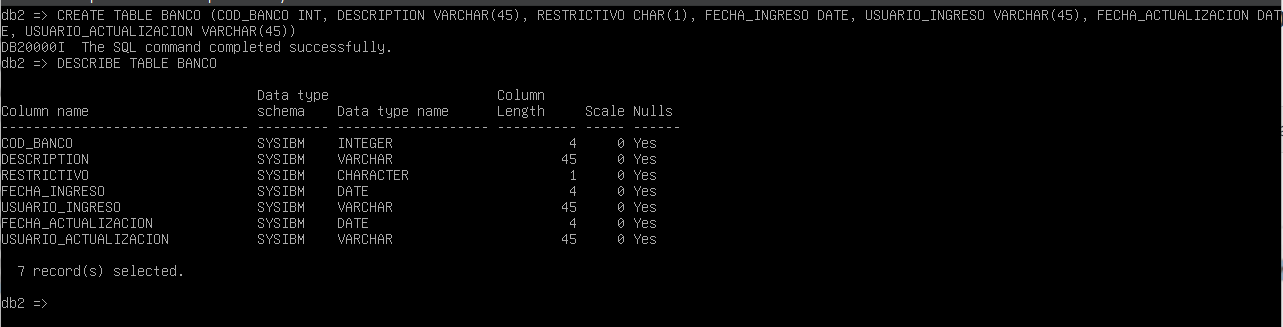 db2 => CREATE TABLE BANCO (COD_BANCO INT, DESCRIPTION VARCHAR(45), RESTRICTIVO CHAR(1), FECHA_INGRESO DATE, USUARIO_INGRESO VARCHAR(45), FECHA_ACTUALIZACION DAT
E, USUARIO_ACTUALIZACION VARCHAR(45))
DB20000I  The SQL command completed successfully.
db2 => DESCRIBE TABLE BANCO
                                Data type                     Column
Column name                     schema    Data type name      Length     Scale Nulls
------------------------------- --------- ------------------- ---------- ----- ------
COD_BANCO                       SYSIBM    INTEGER                      4     0 Yes
DESCRIPTION                     SYSIBM    VARCHAR                     45     0 Yes
RESTRICTIVO                     SYSIBM    CHARACTER                    1     0 Yes
FECHA_INGRESO                   SYSIBM    DATE                         4     0 Yes
USUARIO_INGRESO                 SYSIBM    VARCHAR                     45     0 Yes
FECHA_ACTUALIZACION             SYSIBM    DATE                         4     0 Yes
USUARIO_ACTUALIZACION           SYSIBM    VARCHAR                     45     0 Yes
  7 record(s) selected.
db2 =>